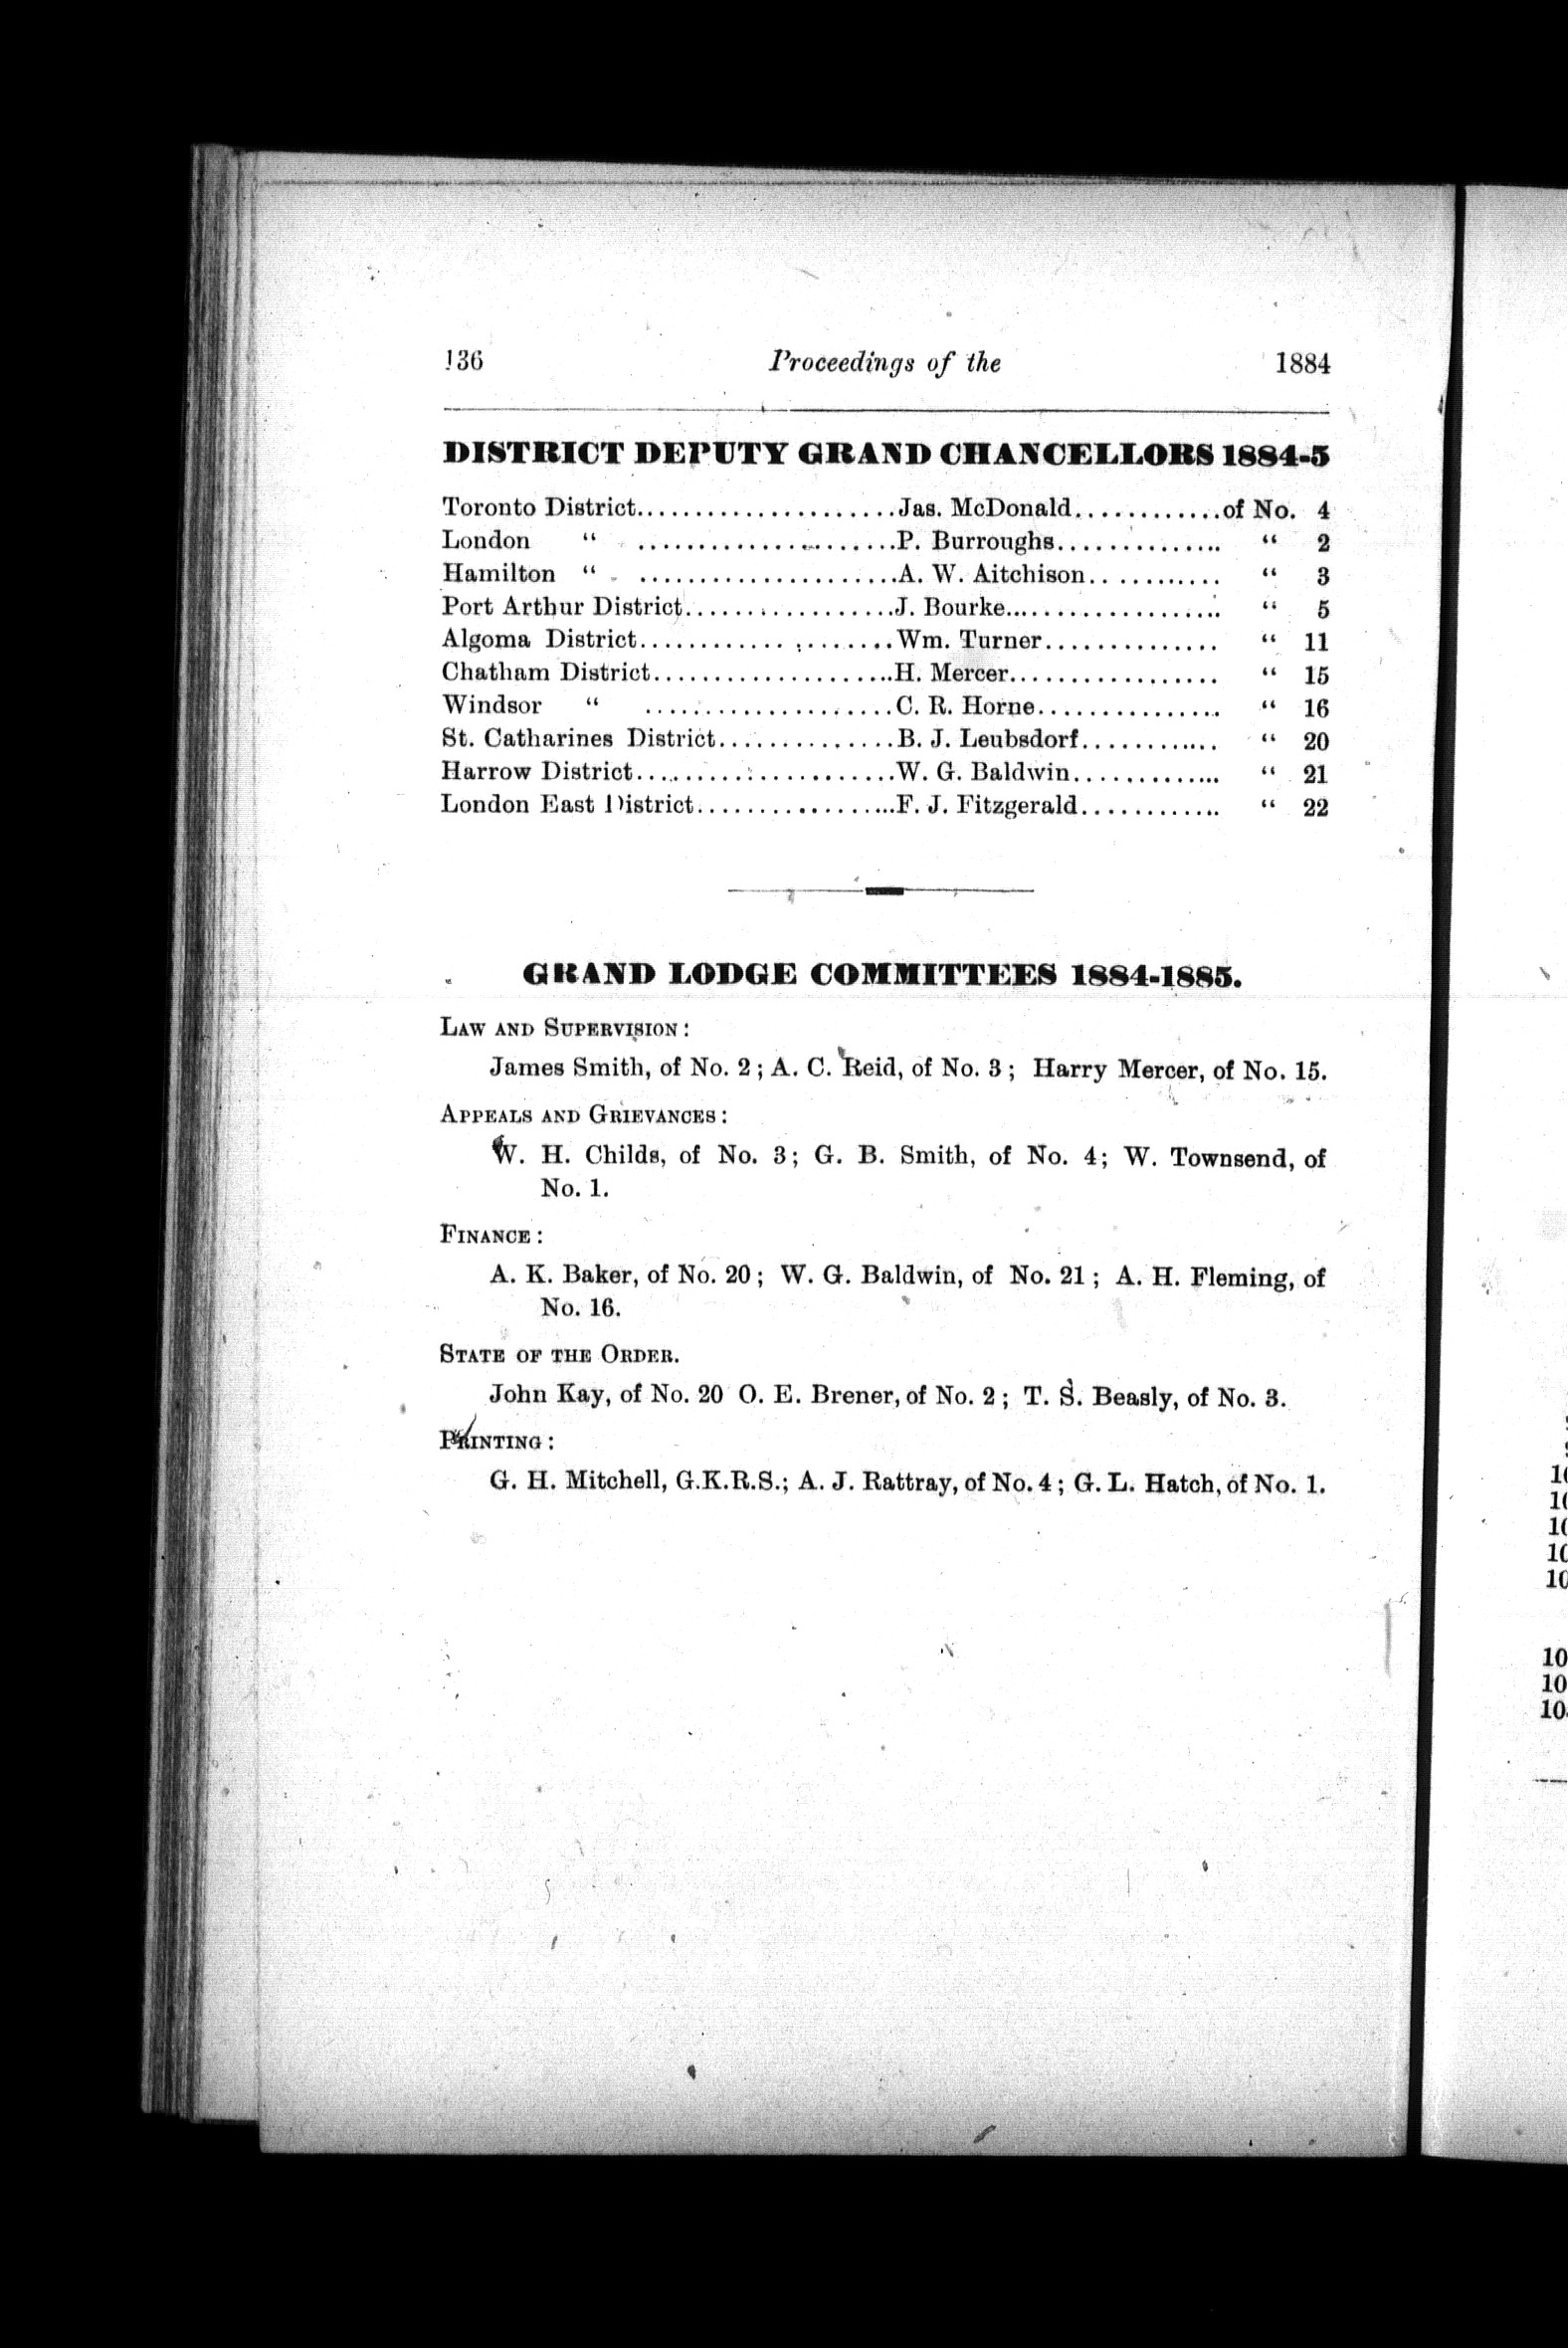 136 Proceedings of the 1884
DISTRICT DEPUTY GRAND CHANCELLORS 1884-5
Toronto District......................Jas. McDonald.............of No. 4
London “ ......................P. Burroughs.............. “ 2
Hamilton “ ......................A. W. Aitchison........... “ 3
Port Arthur District..................J. Bourke.................. “ 5
Algoma District......................Wm. Turner............... “ 11
Chatham District.....................H. Mercer.................. “ 15
Windsor “ .....................C. R. Horne................ “ 16
St. Catharines District...............B. J. Leubsdorf............ “ 20
Harrow District......................W. G. Baldwin............. “ 21
London East District.................F. J. Fitzgerald............ “ 22
GRAND LODGE COMMITTEES 1884-1885.
LAW AND SUPERVISION:
James Smith, of No. 2; A. C. Reid, of No. 3; Harry Mercer, of No. 15.
APPEALS AND GRIEVANCES:
W. H. Childs, of No. 3; G. B. Smith, of No. 4; W. Townsend, of
No. 1.
FINANCE:
A. K. Baker, of No. 20; W. G. Baldwin, of No. 21; A. H. Fleming, of
No. 16.
STATE OF THE ORDER.
John Kay, of No. 20 O. E. Brener, of No. 2; T. S. Beasly, of No. 3.
PRINTING:
G. H. Mitchell, G.K.R.S.; A. J. Rattray, of No. 4; G. L. Hatch, of No. 1.